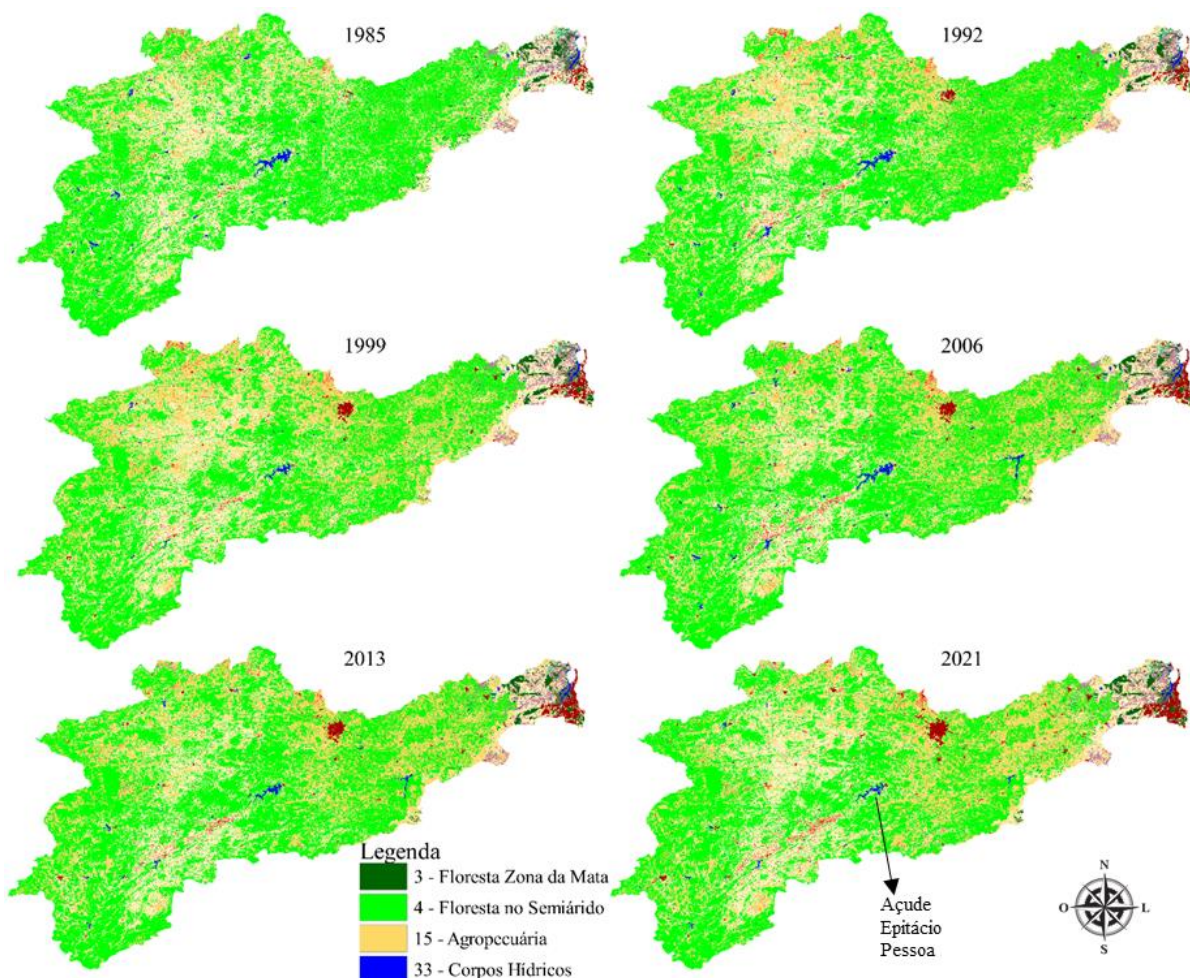 1985
1992
1999
2006
2013
2021
Legenda
3 - Floresta Zona da Mata
4 - Floresta no Semiárido
15 - Agropecuária
33 - Corpos Hídricos
Açude
Epitácio
Pessoa
N
O
L
S